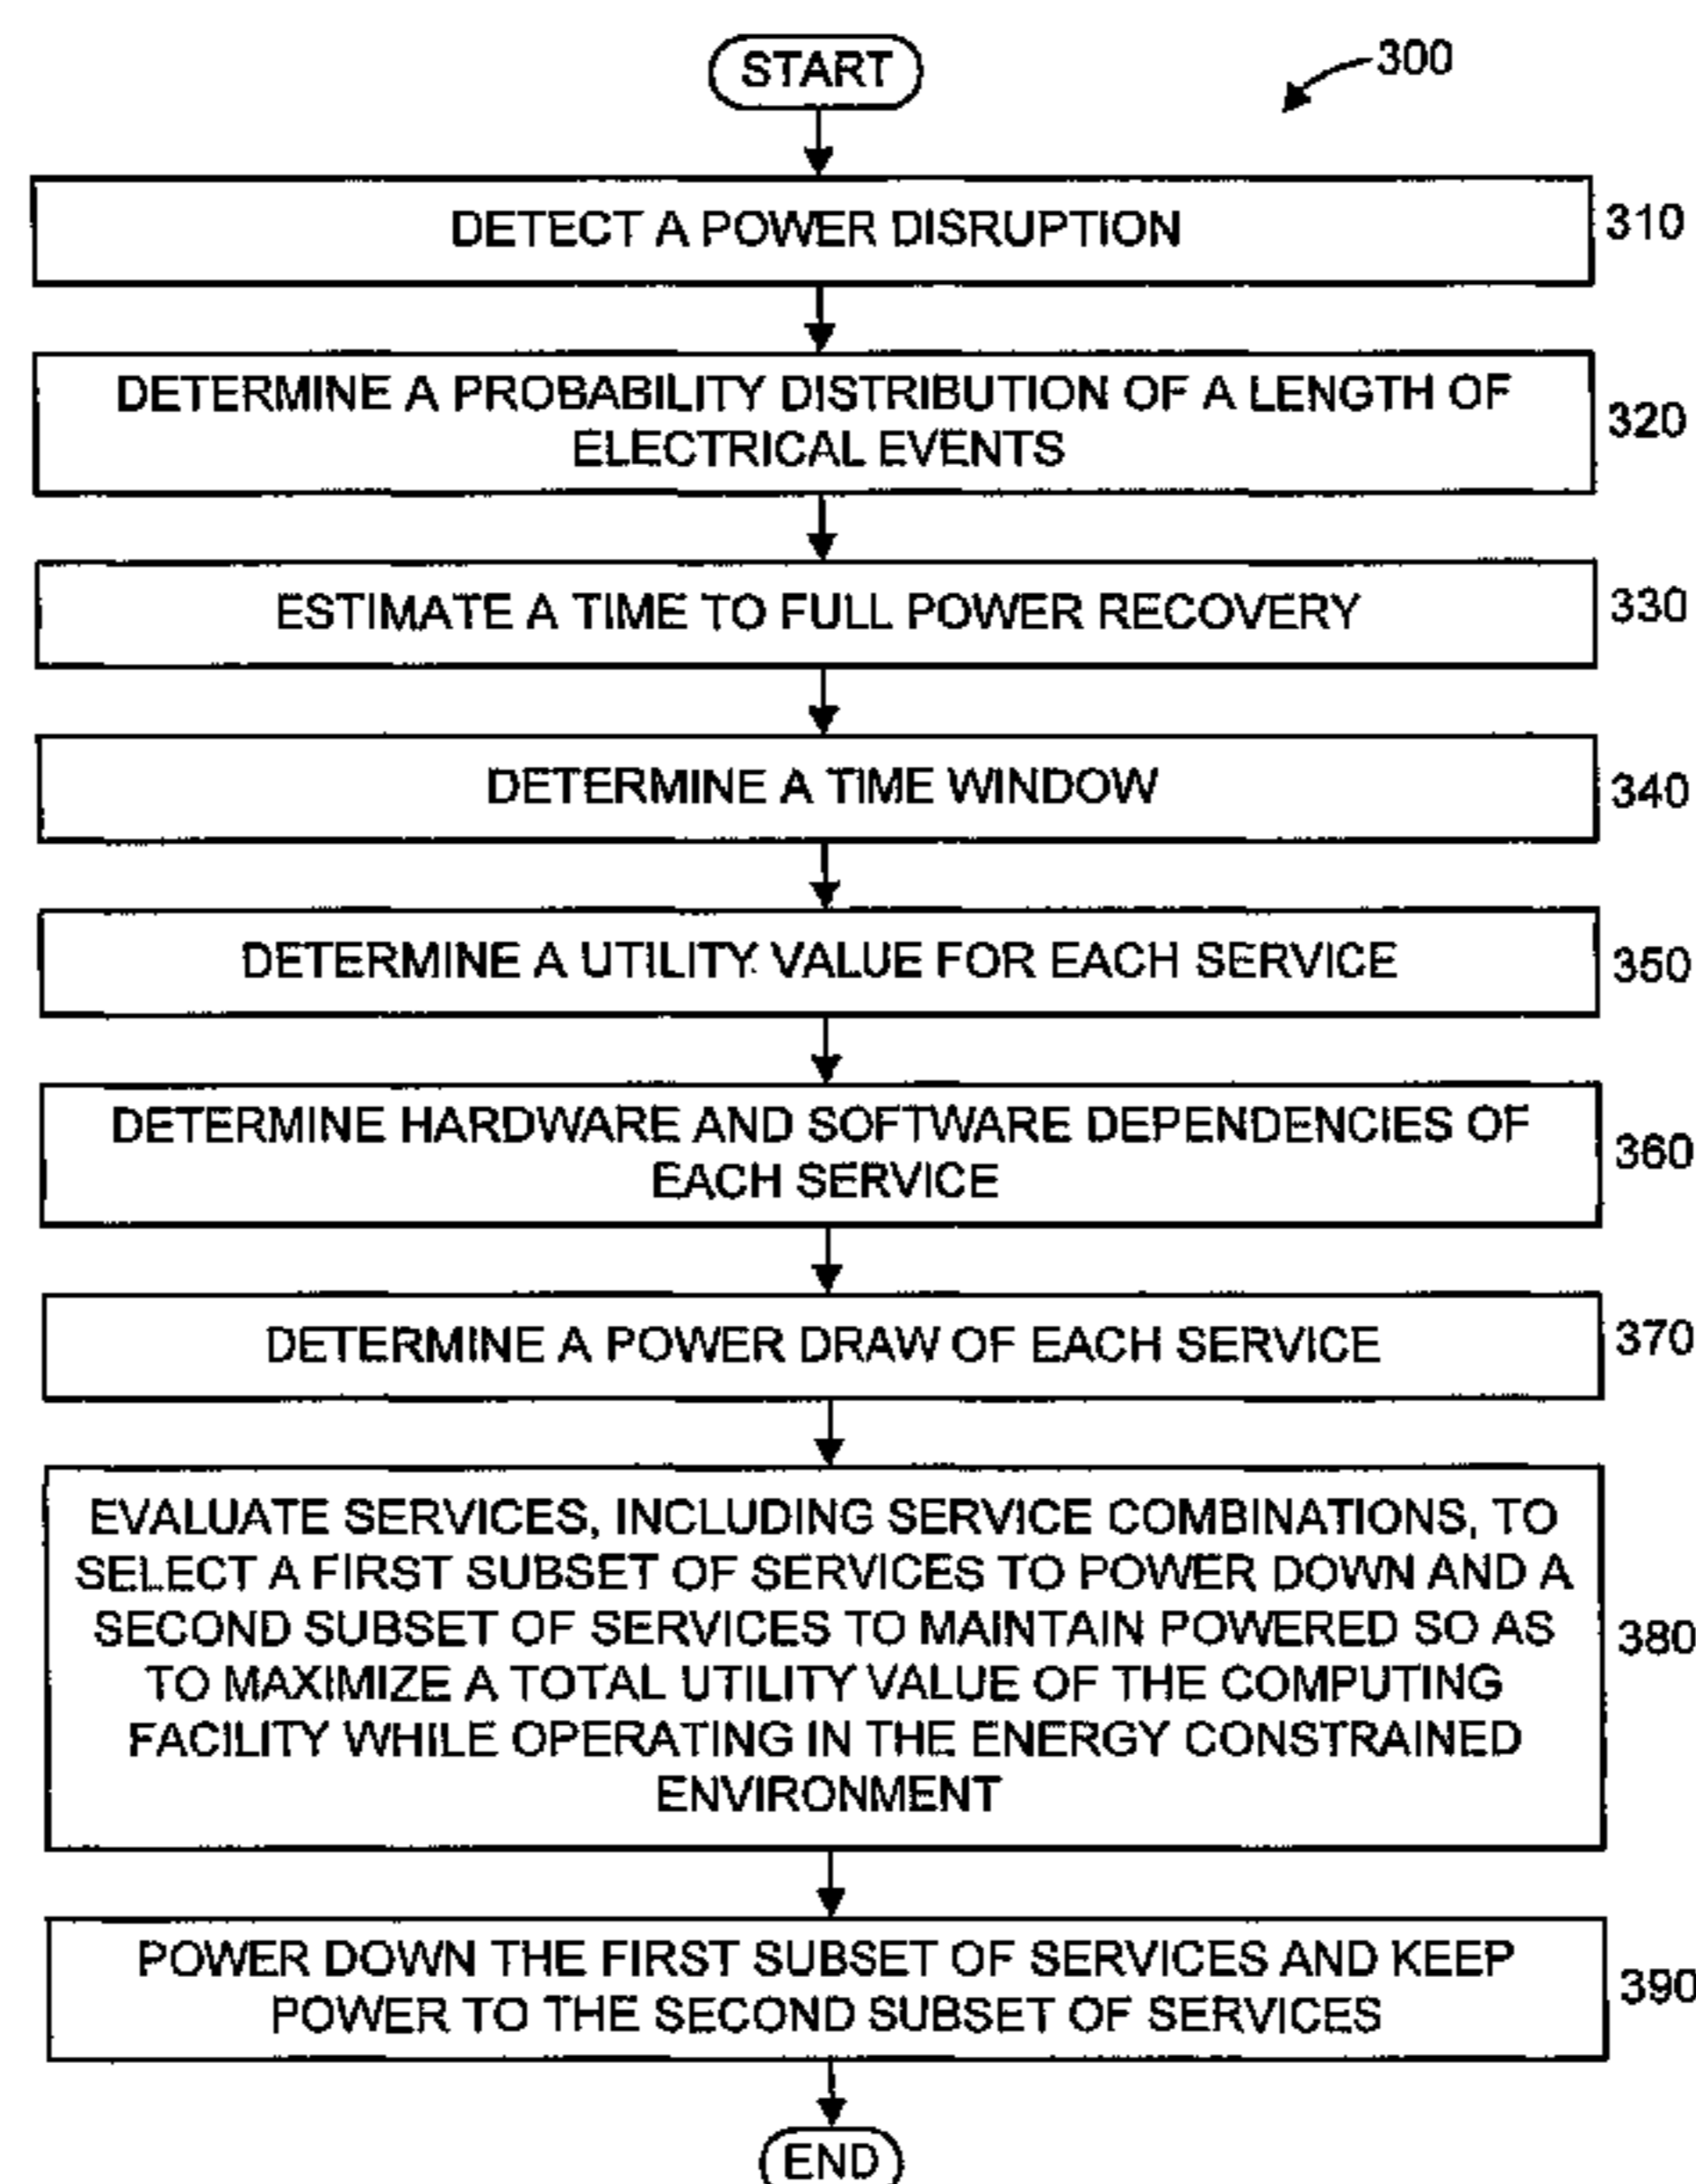 START
300
DETECT A POWER DISRUPTION
310
DETERMINE A PROBABILITY DISTRIBUTION OF A LENGTH OF
ELECTRICAL EVENTS
320
ESTIMATE A TIME TO FULL POWER RECOVERY
330
DETERMINE A TIME WINDOW
340
DETERMINE A UTILITY VALUE FOR EACH SERVICE
350
DETERMINE HARDWARE AND SOFTWARE DEPENDENCIES OF
EACH SERVICE
360
DETERMINE A POWER DRAW OF EACH SERVICE
370
EVALUATE SERVICES, INCLUDING SERVICE COMBINATIONS, TO
SELECT A FIRST SUBSET OF SERVICES TO POWER DOWN AND A
SECOND SUBSET OF SERVICES TO MAINTAIN POWERED SO AS
TO MAXIMIZE A TOTAL UTILITY VALUE OF THE COMPUTING
FACILITY WHILE OPERATING IN THE ENERGY CONSTRAINED
ENVIRONMENT
380
POWER DOWN THE FIRST SUBSET OF SERVICES AND KEEP
POWER TO THE SECOND SUBSET OF SERVICES
390
END